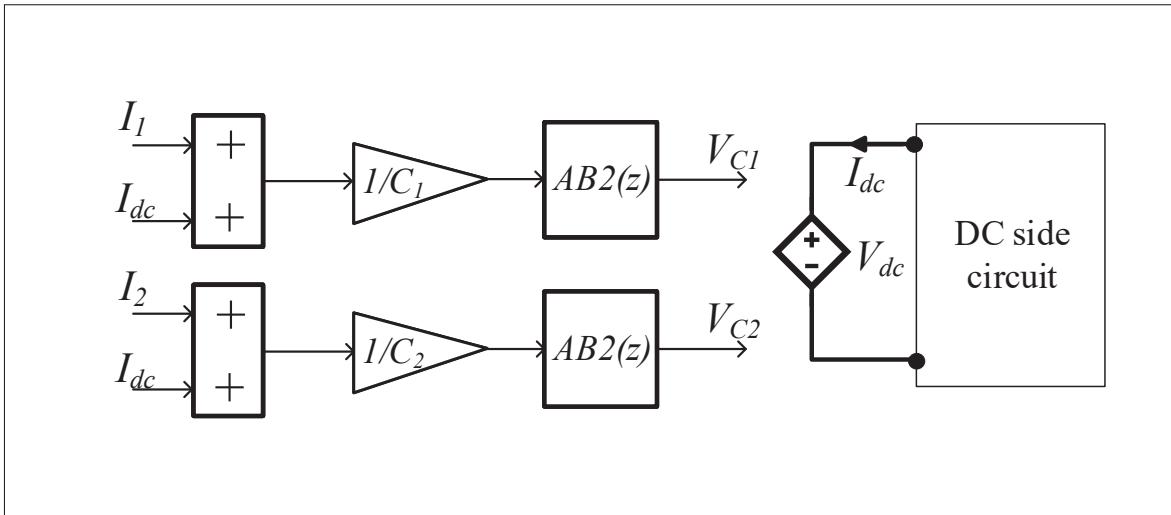 I1
+
Idc
+
1/C1
AB2(z)
VC1
I2
+
Idc
+
1/C2
AB2(z)
VC2
Idc
+
-
Vdc
DC side
circuit